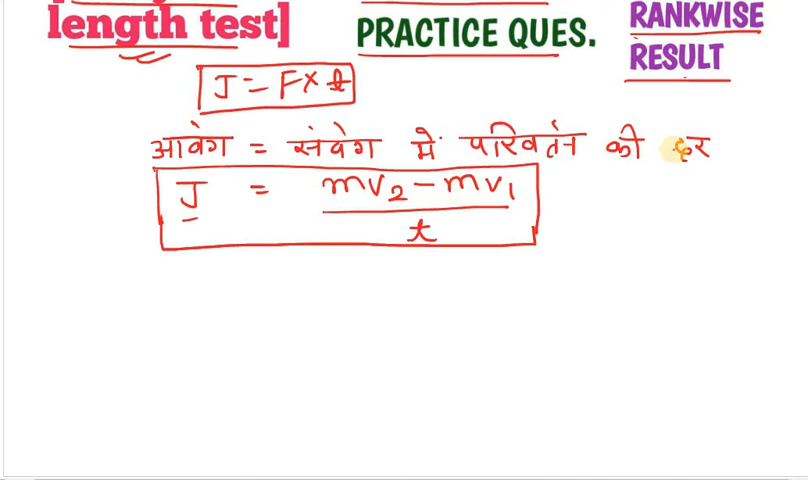 length test]
PRACTICE QUES.
RANKWISE
RESULT
J = F × t
आवेग = संवेग में परिवर्तन की दर
J = mv₂ - mv₁
t